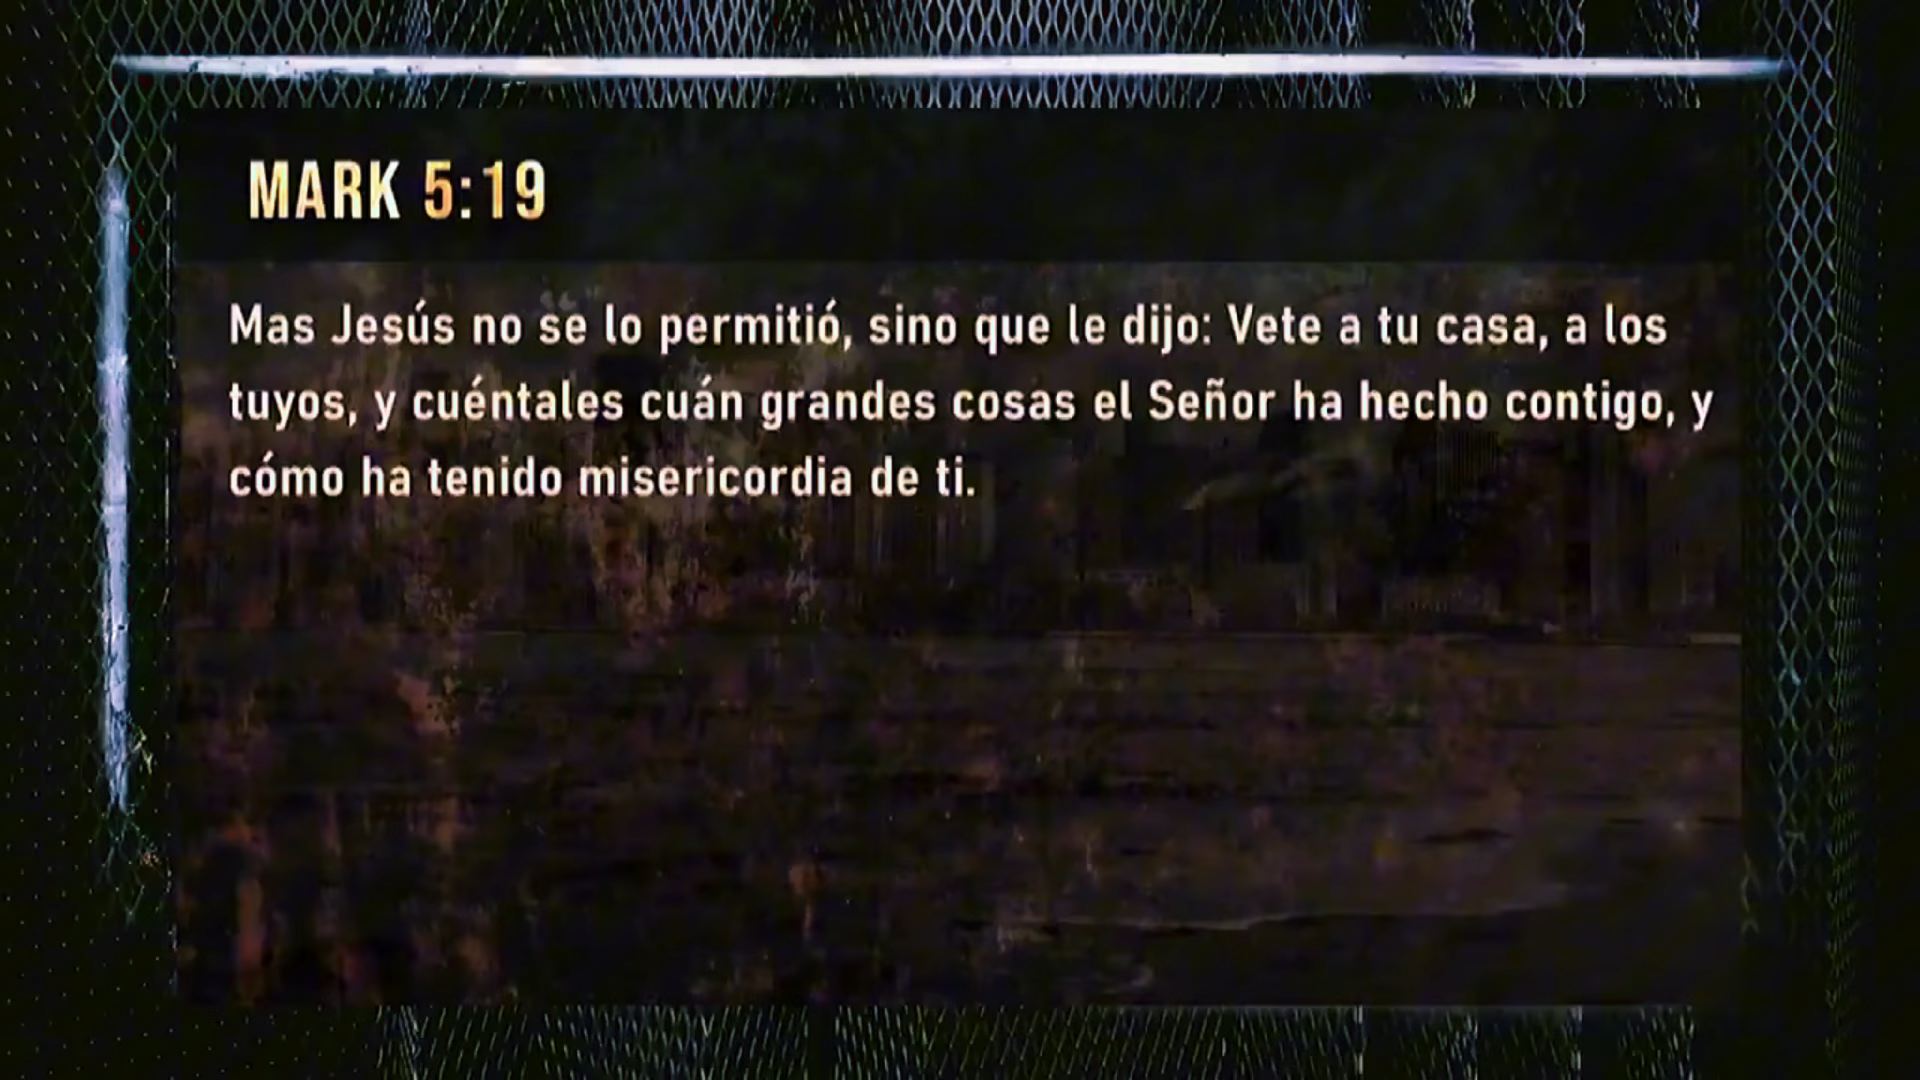 MARK 5:19
Mas Jesús no se lo permitió, sino que le dijo: Vete a tu casa, a los
tuyos, y cuéntales cuán grandes cosas el Señor ha hecho contigo, y
cómo ha tenido misericordia de ti.